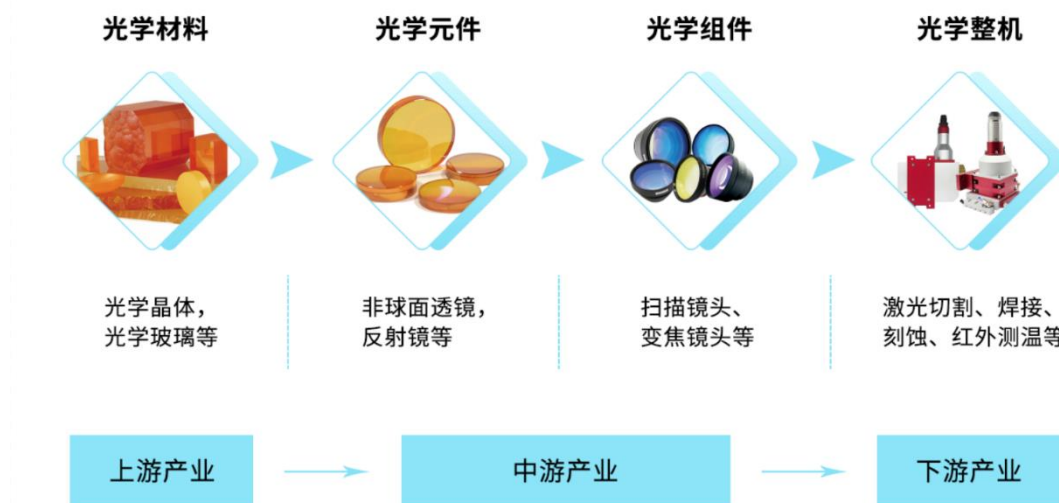 光学材料
光学元件
光学组件
光学整机
光学晶体，
光学玻璃等
非球面透镜，
反射镜等
扫描镜头、
变焦镜头等
激光切割、焊接、
刻蚀、红外测温等
上游产业
中游产业
下游产业